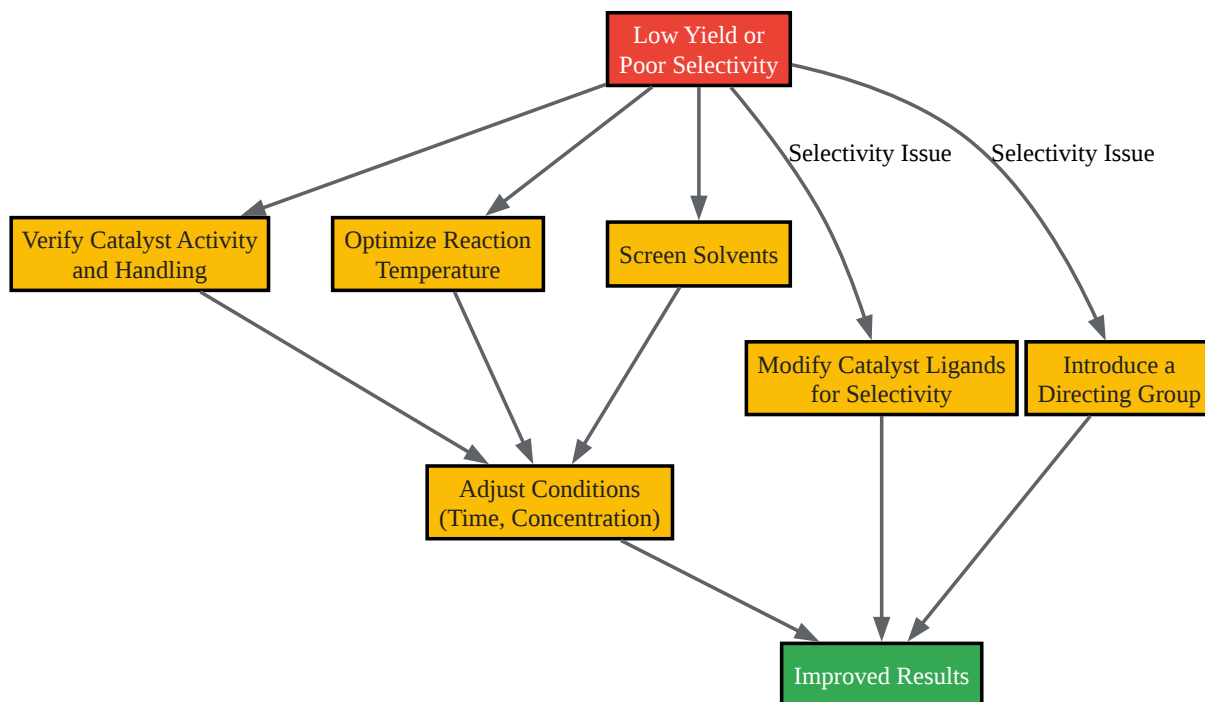 Low Yield or
Poor Selectivity
Selectivity Issue
Selectivity Issue
Verify Catalyst Activity
and Handling
Optimize Reaction
Temperature
Screen Solvents
Modify Catalyst Ligands
for Selectivity
Introduce a
Directing Group
Adjust Conditions
(Time, Concentration)
Improved Results